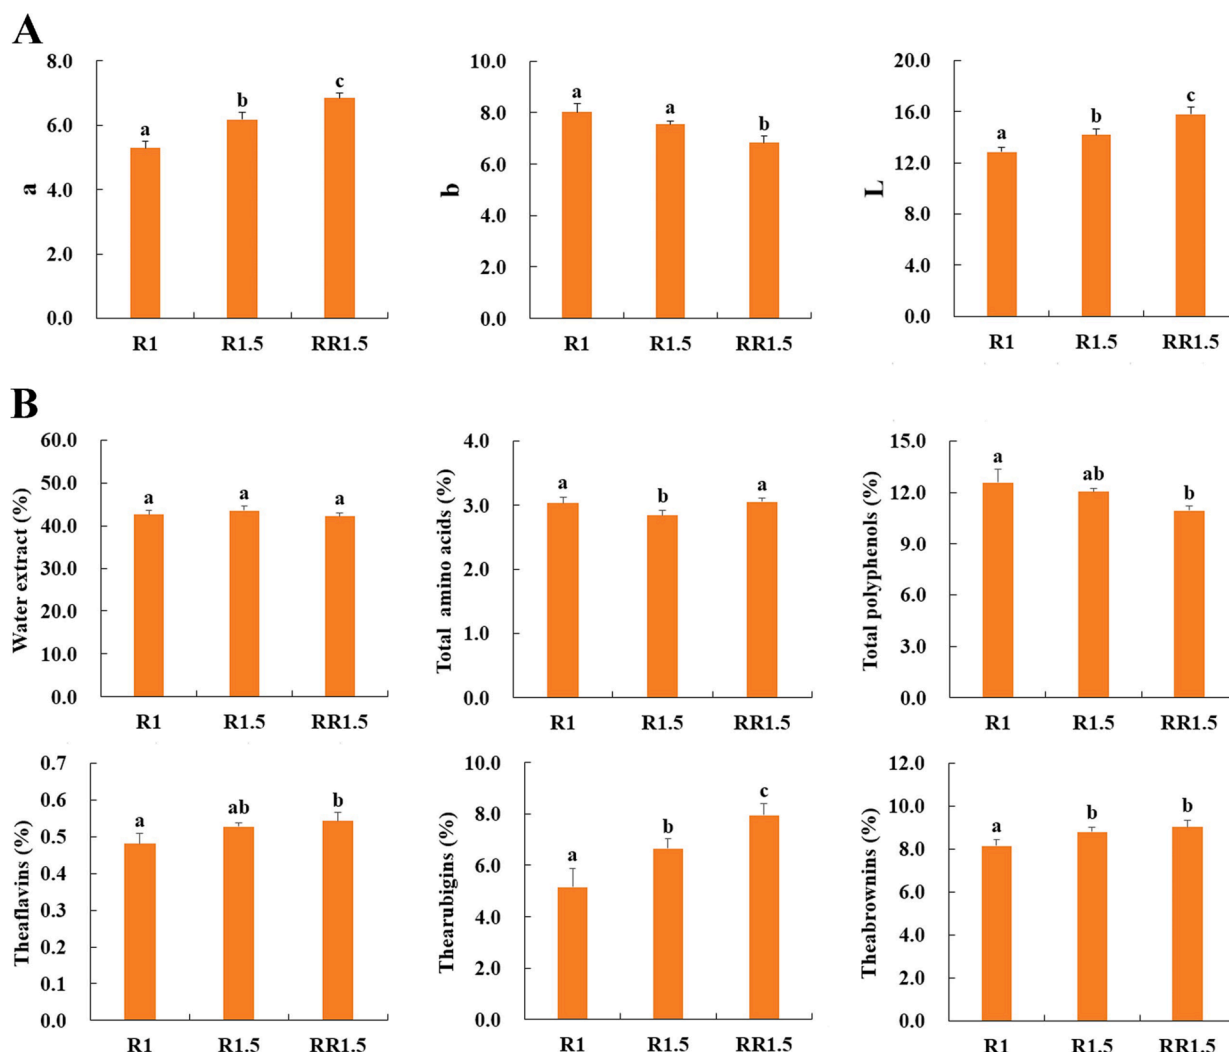 A
8.0
6.0
4.0
2.0
0.0
a
a
b
c
R1
R1.5
RR1.5
10.0
8.0
6.0
4.0
2.0
0.0
b
a
a
b
R1
R1.5
RR1.5
20.0
16.0
12.0
8.0
4.0
0.0
L
a
b
c
R1
R1.5
RR1.5
B
60.0
50.0
40.0
30.0
20.0
10.0
0.0
Water extract (%)
a
a
a
R1
R1.5
RR1.5
4.0
3.0
2.0
1.0
0.0
Total amino acids (%)
a
b
a
R1
R1.5
RR1.5
15.0
12.0
9.0
6.0
3.0
0.0
Total polyphenols (%)
a
ab
b
R1
R1.5
RR1.5
0.7
0.6
0.5
0.4
0.3
0.2
0.1
0.0
Theaflavins (%)
a
ab
b
R1
R1.5
RR1.5
10.0
8.0
6.0
4.0
2.0
0.0
Thearubigins (%)
a
b
c
R1
R1.5
RR1.5
12.0
10.0
8.0
6.0
4.0
2.0
0.0
Theabrownins (%)
a
b
b
R1
R1.5
RR1.5